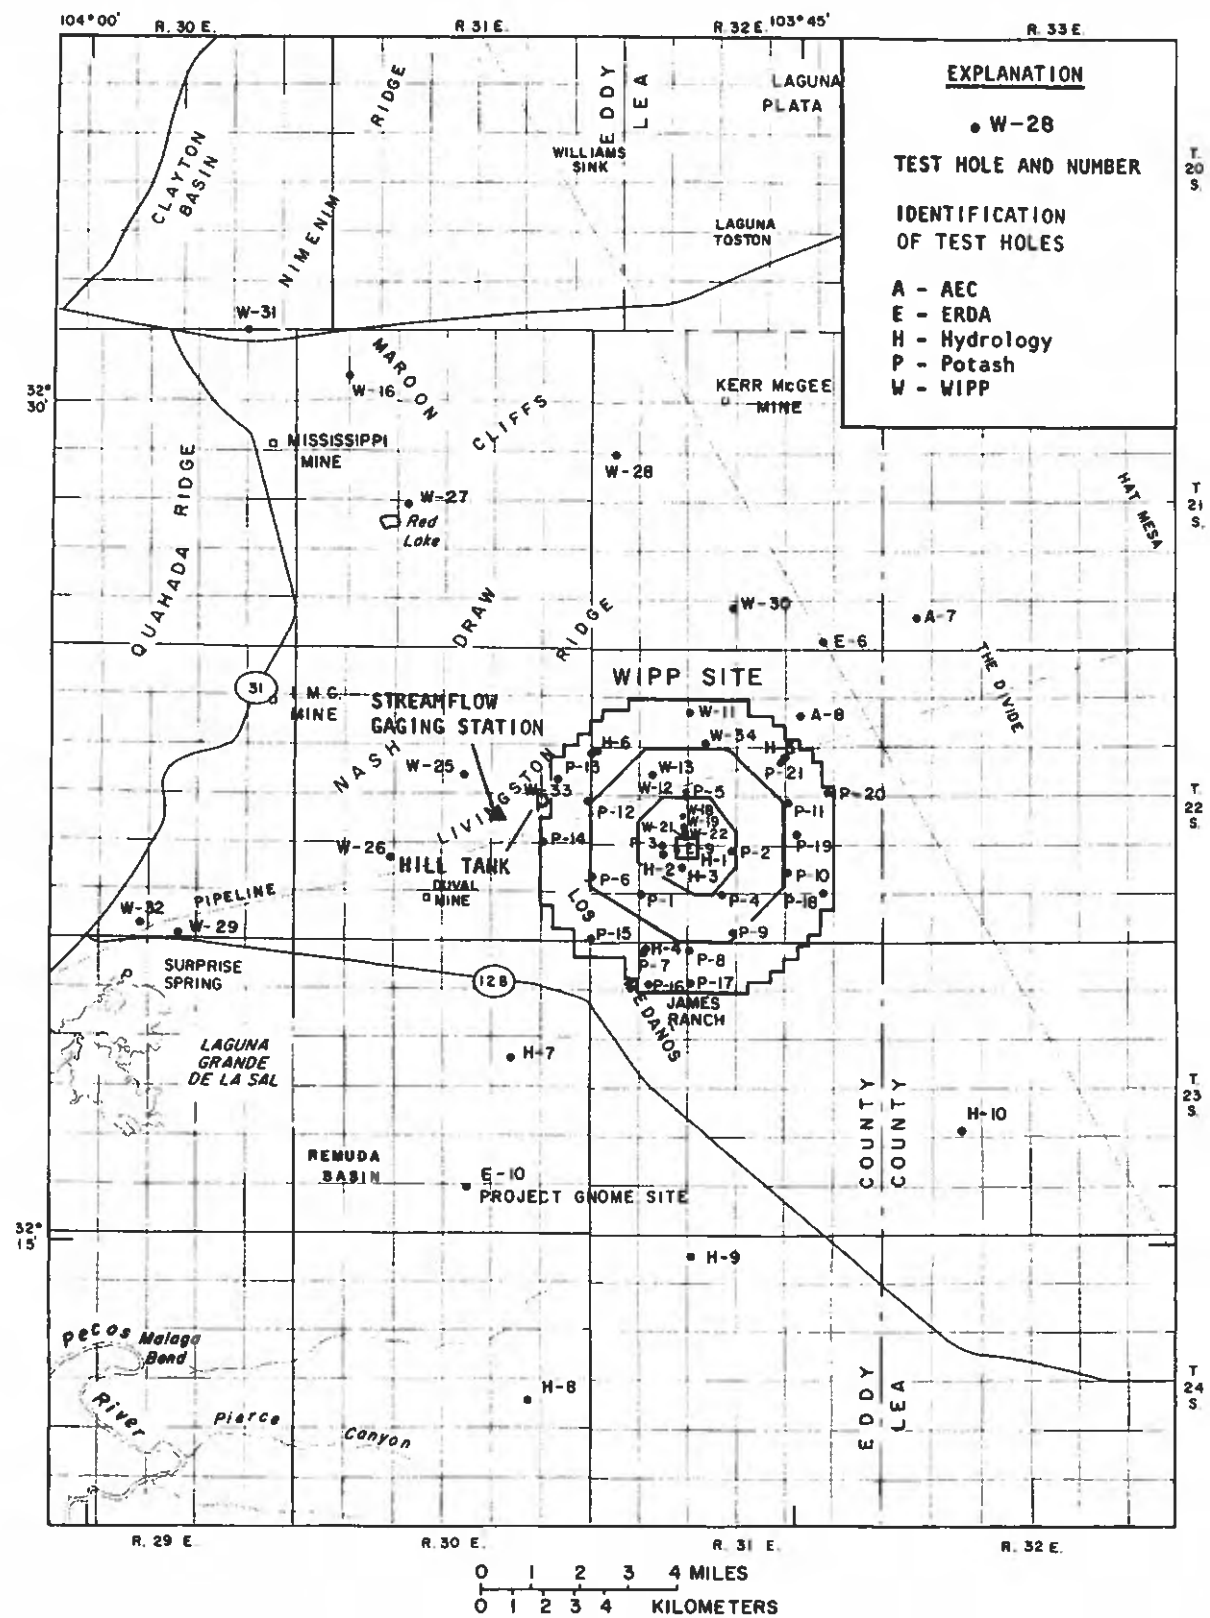 104° 00'
R. 30 E.
R. 31 E.
R. 32 E.
103° 45'
R. 33 E.
EXPLANATION
W-28
TEST HOLE AND NUMBER
IDENTIFICATION
OF TEST HOLES
A - AEC
E - ERDA
H - Hydrology
P - Potash
W - WIPP
T.
20
S.
CLAYTON
BASIN
NIMENIM
RIDGE
EDDY
LEA
LAGUNA
PLATA
WILLIAMS
SINK
LAGUNA
TOSTON
W-31
MAROON
CLIFFS
W-16
KERR McGEE
MINE
32°
30'
MISSISSIPPI
MINE
W-28
QUAHADA RIDGE
W-27
Red
Lake
HAT MESA
T
21
S.
DRAW
RIDGE
W-30
A-7
E-6
THE DIVIDE
WIPP SITE
31
I. M.C.
MINE
STREAMFLOW
GAGING STATION
W-11
A-8
W-34
H-6
H-5
P-21
NASH
W-25
LIVINGSTON
P-13
W-33
W-13
W-12
P-5
P-20
P-12
P-11
T.
22
S.
W-18
W-19
W-21
W-22
P-14
P-3
E-9
P-2
P-19
W-26
HILL TANK
H-2
H-1
H-3
P-10
DUVAL
MINE
P-6
P-1
P-4
P-18
PIPELINE
LOS
W-32
W-29
P-15
P-9
H-4
P-8
P-7
SURPRISE
SPRING
128
P-16
P-17
MEDANOS
JAMES
RANCH
LAGUNA
GRANDE
DE LA SAL
H-7
T.
23
S.
COUNTY
COUNTY
H-10
REMUDA
BASIN
E-10
PROJECT GNOME SITE
32°
15'
H-9
Pecos
River
Malaga
Bend
H-8
EDDY
LEA
T
24
S.
Pierce
Canyon
R. 29 E.
R. 30 E.
R. 31 E.
R. 32 E.
0 1 2 3 4 MILES
0 1 2 3 4 KILOMETERS